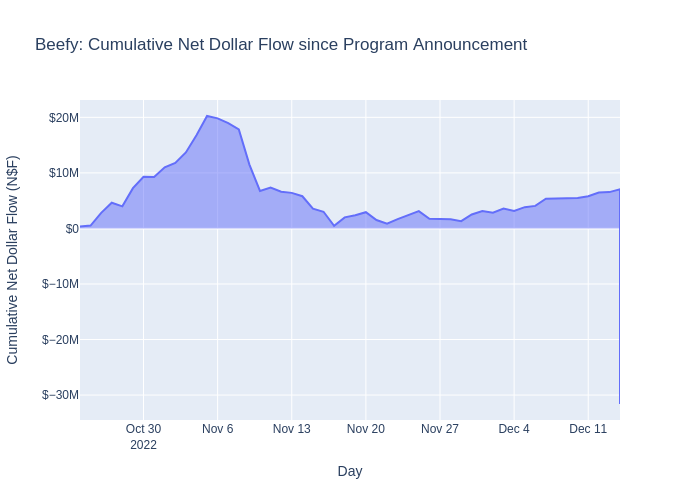 Beefy: Cumulative Net Dollar Flow since Program Announcement
Cumulative Net Dollar Flow (N$F)
$20M
$10M
$0
$−10M
$−20M
$−30M
Oct 30
2022
Nov 6
Nov 13
Nov 20
Nov 27
Dec 4
Dec 11
Day